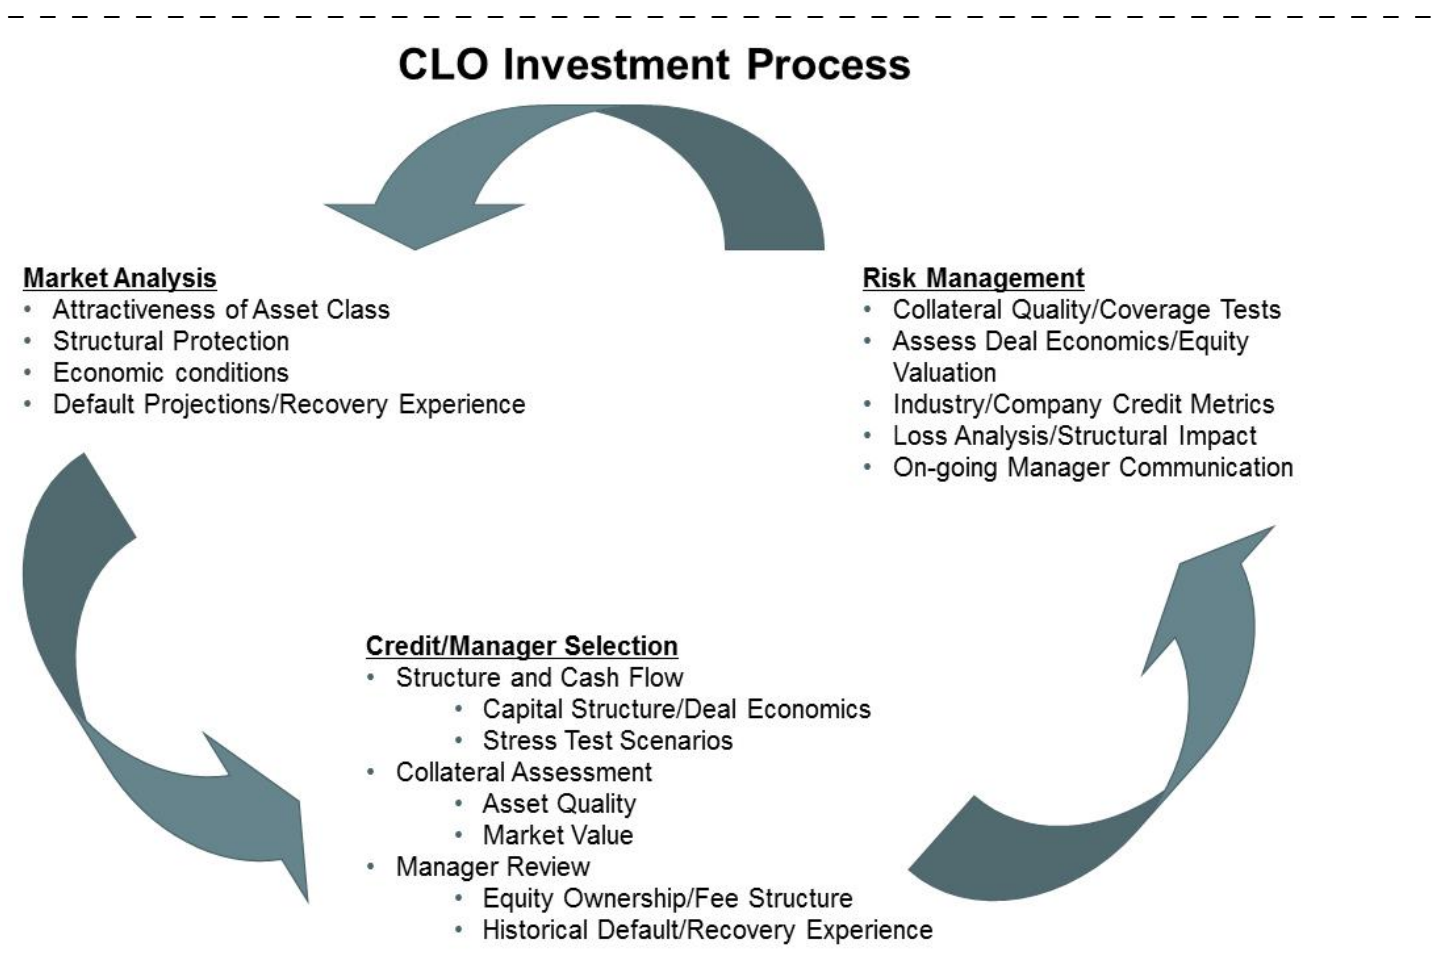 CLO Investment Process
Market Analysis
• Attractiveness of Asset Class
• Structural Protection
• Economic conditions
• Default Projections/Recovery Experience
Risk Management
• Collateral Quality/Coverage Tests
• Assess Deal Economics/Equity
Valuation
• Industry/Company Credit Metrics
• Loss Analysis/Structural Impact
• On-going Manager Communication
Credit/Manager Selection
• Structure and Cash Flow
• Capital Structure/Deal Economics
• Stress Test Scenarios
• Collateral Assessment
• Asset Quality
• Market Value
• Manager Review
• Equity Ownership/Fee Structure
• Historical Default/Recovery Experience